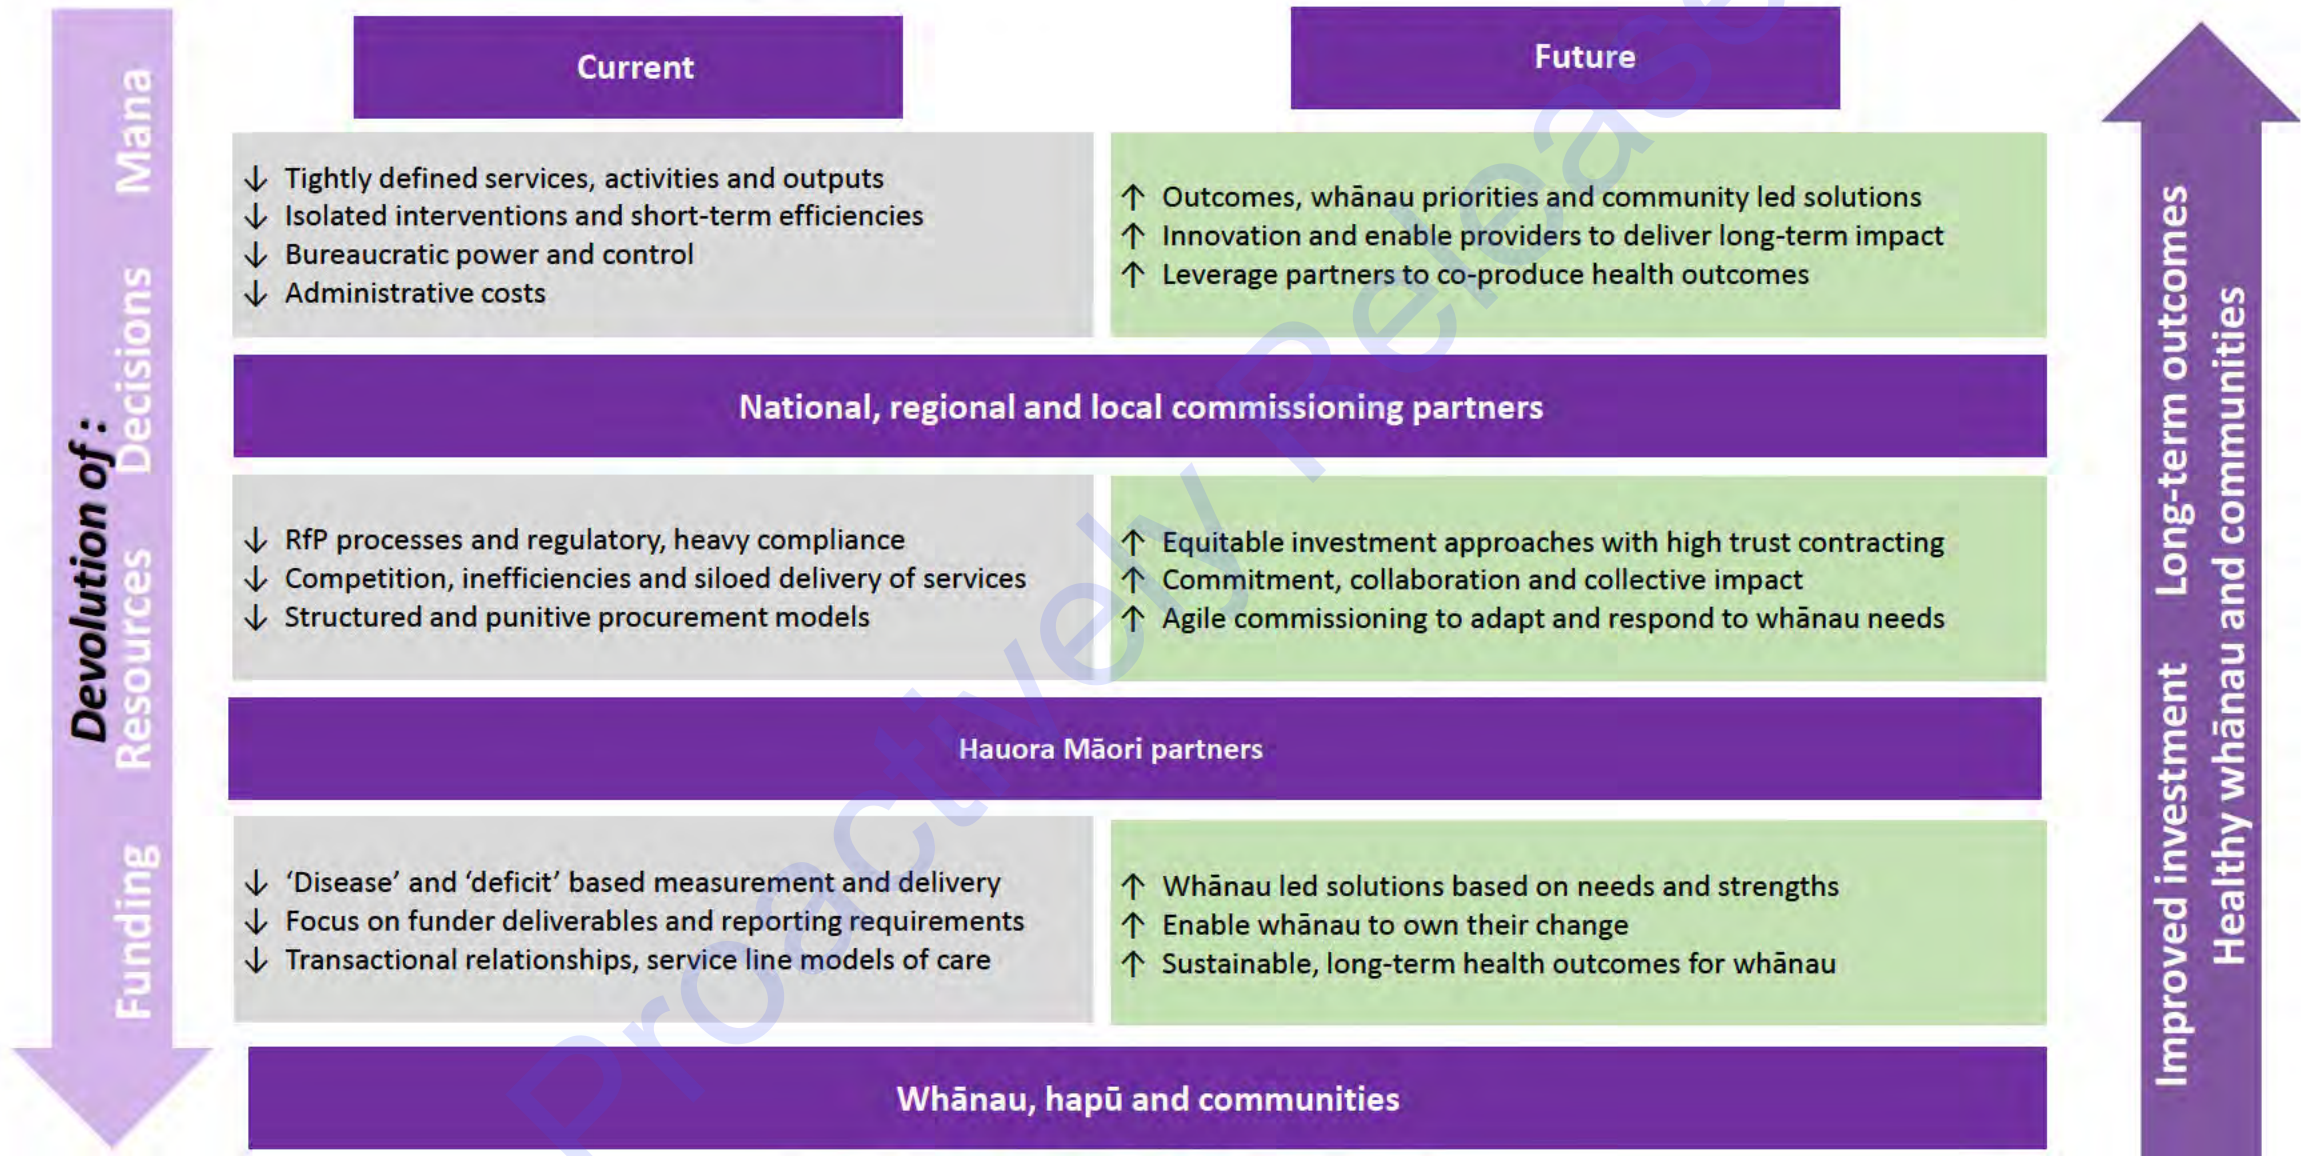 Current
Future
↓ Tightly defined services, activities and outputs
↓ Isolated interventions and short-term efficiencies
↓ Bureaucratic power and control
↓ Administrative costs
↑ Outcomes, whānau priorities and community led solutions
↑ Innovation and enable providers to deliver long-term impact
↑ Leverage partners to co-produce health outcomes
National, regional and local commissioning partners
↓ RfP processes and regulatory, heavy compliance
↓ Competition, inefficiencies and siloed delivery of services
↓ Structured and punitive procurement models
↑ Equitable investment approaches with high trust contracting
↑ Commitment, collaboration and collective impact
↑ Agile commissioning to adapt and respond to whānau needs
Hauora Māori partners
↓ ‘Disease’ and ‘deficit’ based measurement and delivery
↓ Focus on funder deliverables and reporting requirements
↓ Transactional relationships, service line models of care
↑ Whānau led solutions based on needs and strengths
↑ Enable whānau to own their change
↑ Sustainable, long-term health outcomes for whānau
Whānau, hapū and communities
Devolution of :
Funding Resources Decisions Mana
Improved investment Long-term outcomes
Healthy whānau and communities
Proactively Release